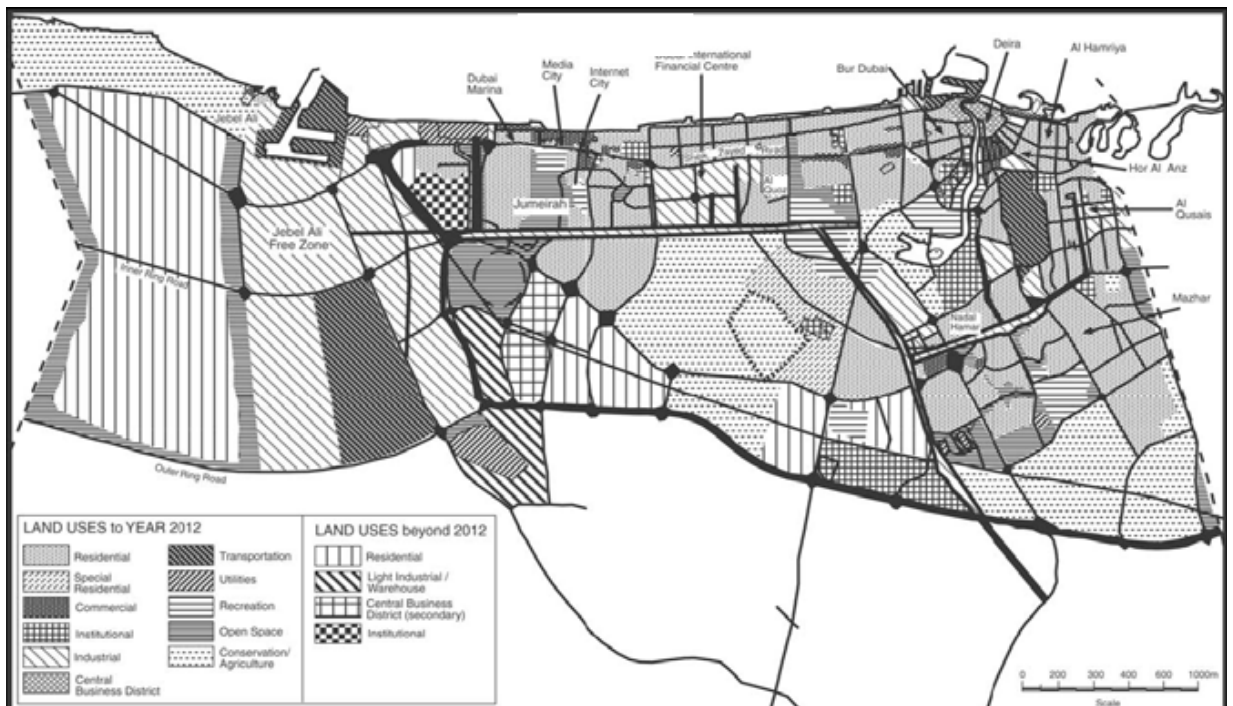 Deira
Al Hamriya
Media
City
Internet
City
International
Financial Centre
Bur Dubai
Dubai
Marina
Jebel Ali
Sheik Zayed Road
Hor Al Anz
Al
Quoz
Jumeirah
Al
Qusais
Jebel Ali
Free Zone
Inner Ring Road
Mazhar
Nadal
Hamar
Outer Ring Road
LAND USES to YEAR 2012
Residential
Special
Residential
Commercial
Institutional
Industrial
Central
Business District
Transportation
Utilities
Recreation
Open Space
Conservation/
Agriculture
LAND USES beyond 2012
Residential
Light Industrial /
Warehouse
Central Business
District (secondary)
Institutional
0 200 300 400 600 1000m
Scale